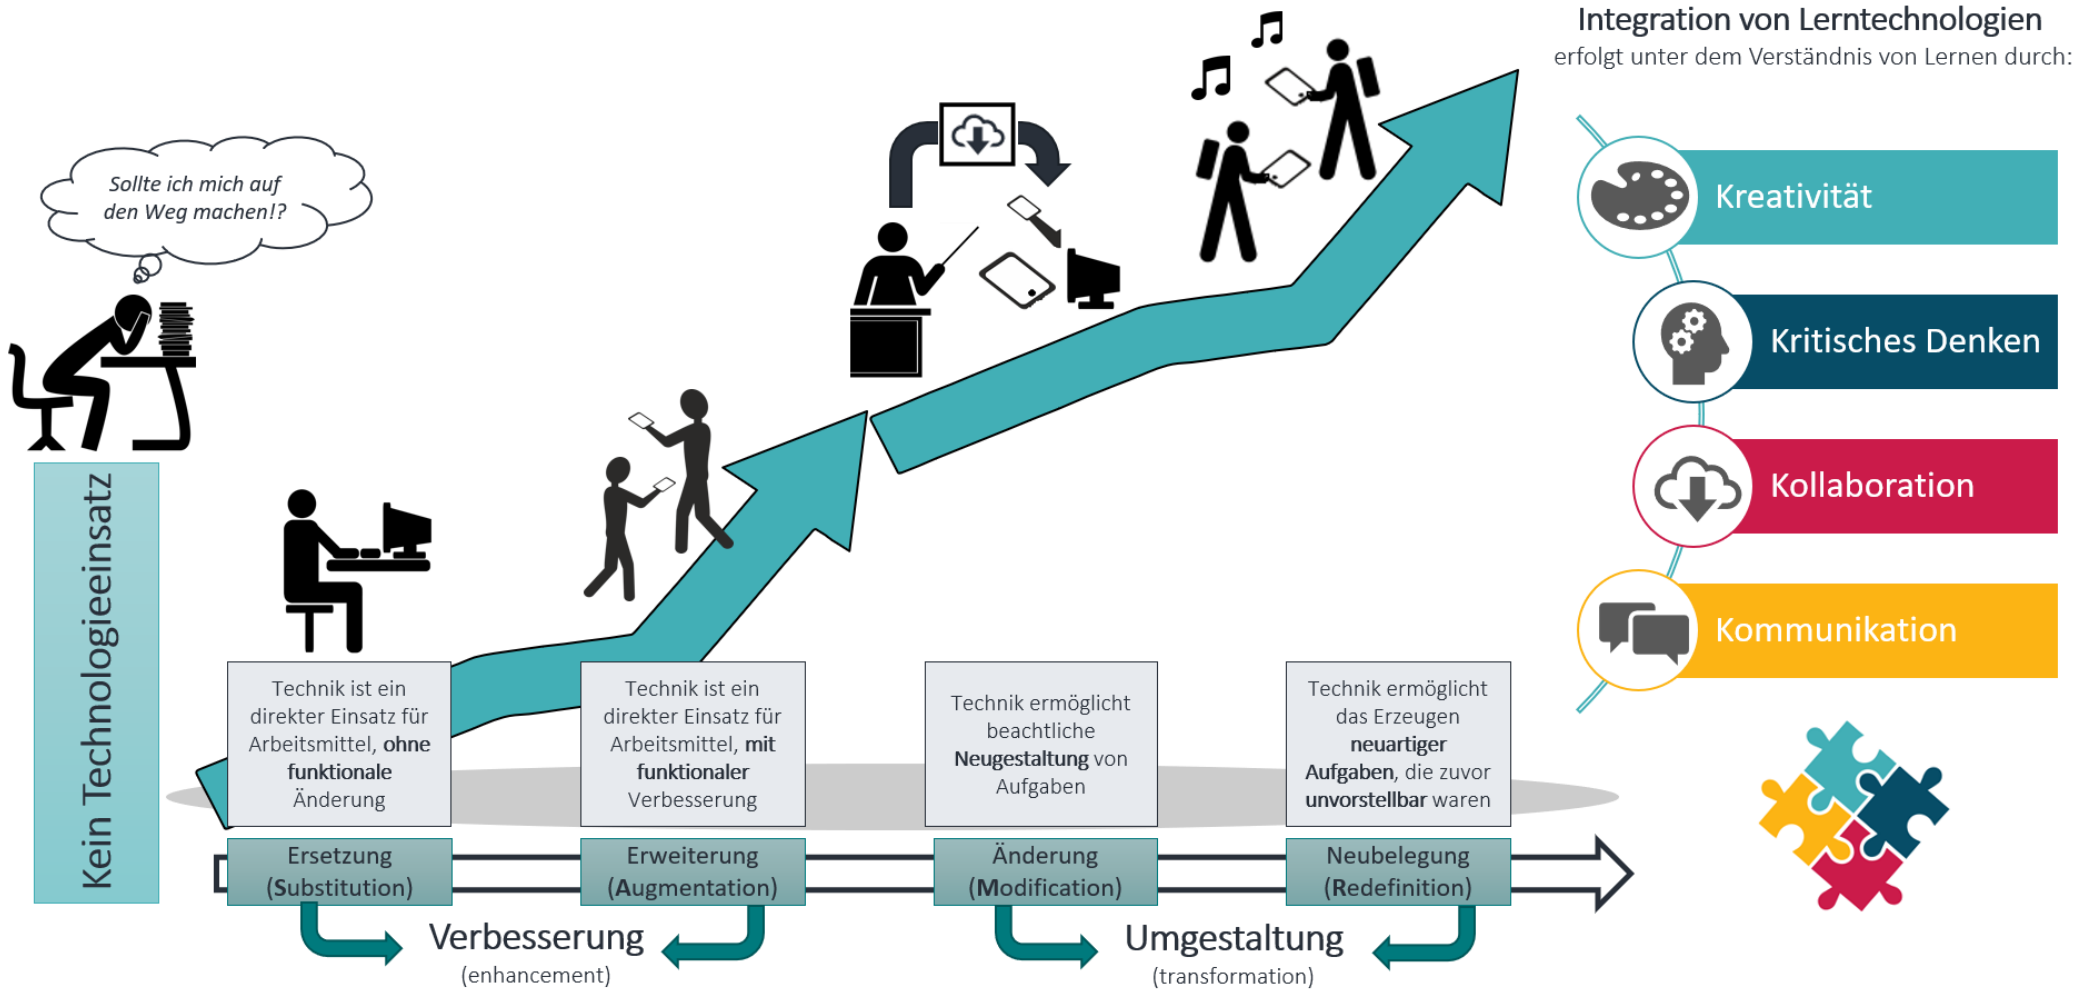 Integration von Lerntechnologien
erfolgt unter dem Verständnis von Lernen durch:
Sollte ich mich auf
den Weg machen!?
Kein Technologieeinsatz
Kreativität
Kritisches Denken
Kollaboration
Kommunikation
Technik ist ein
direkter Einsatz für
Arbeitsmittel, ohne
funktionale
Änderung
Technik ist ein
direkter Einsatz für
Arbeitsmittel, mit
funktionaler
Verbesserung
Technik ermöglicht
beachtliche
Neugestaltung von
Aufgaben
Technik ermöglicht
das Erzeugen
neuartiger
Aufgaben, die zuvor
unvorstellbar waren
Ersetzung
(Substitution)
Erweiterung
(Augmentation)
Änderung
(Modification)
Neubelegung
(Redefinition)
Verbesserung
(enhancement)
Umgestaltung
(transformation)